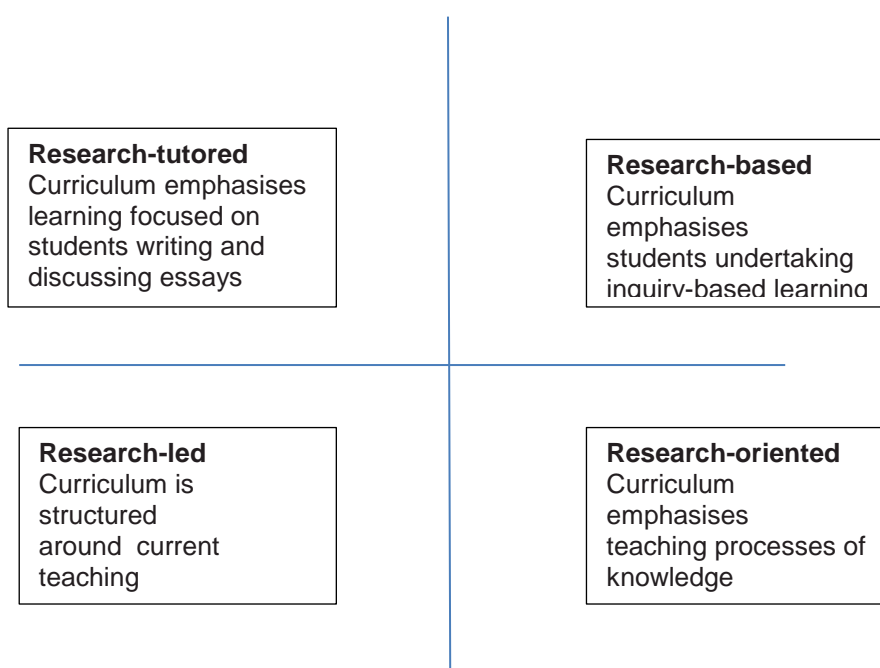 Research-tutored
Curriculum emphasises
learning focused on
students writing and
discussing essays
Research-based
Curriculum
emphasises
students undertaking
inquiry-based learning
Research-led
Curriculum is
structured
around current
teaching
Research-oriented
Curriculum
emphasises
teaching processes of
knowledge